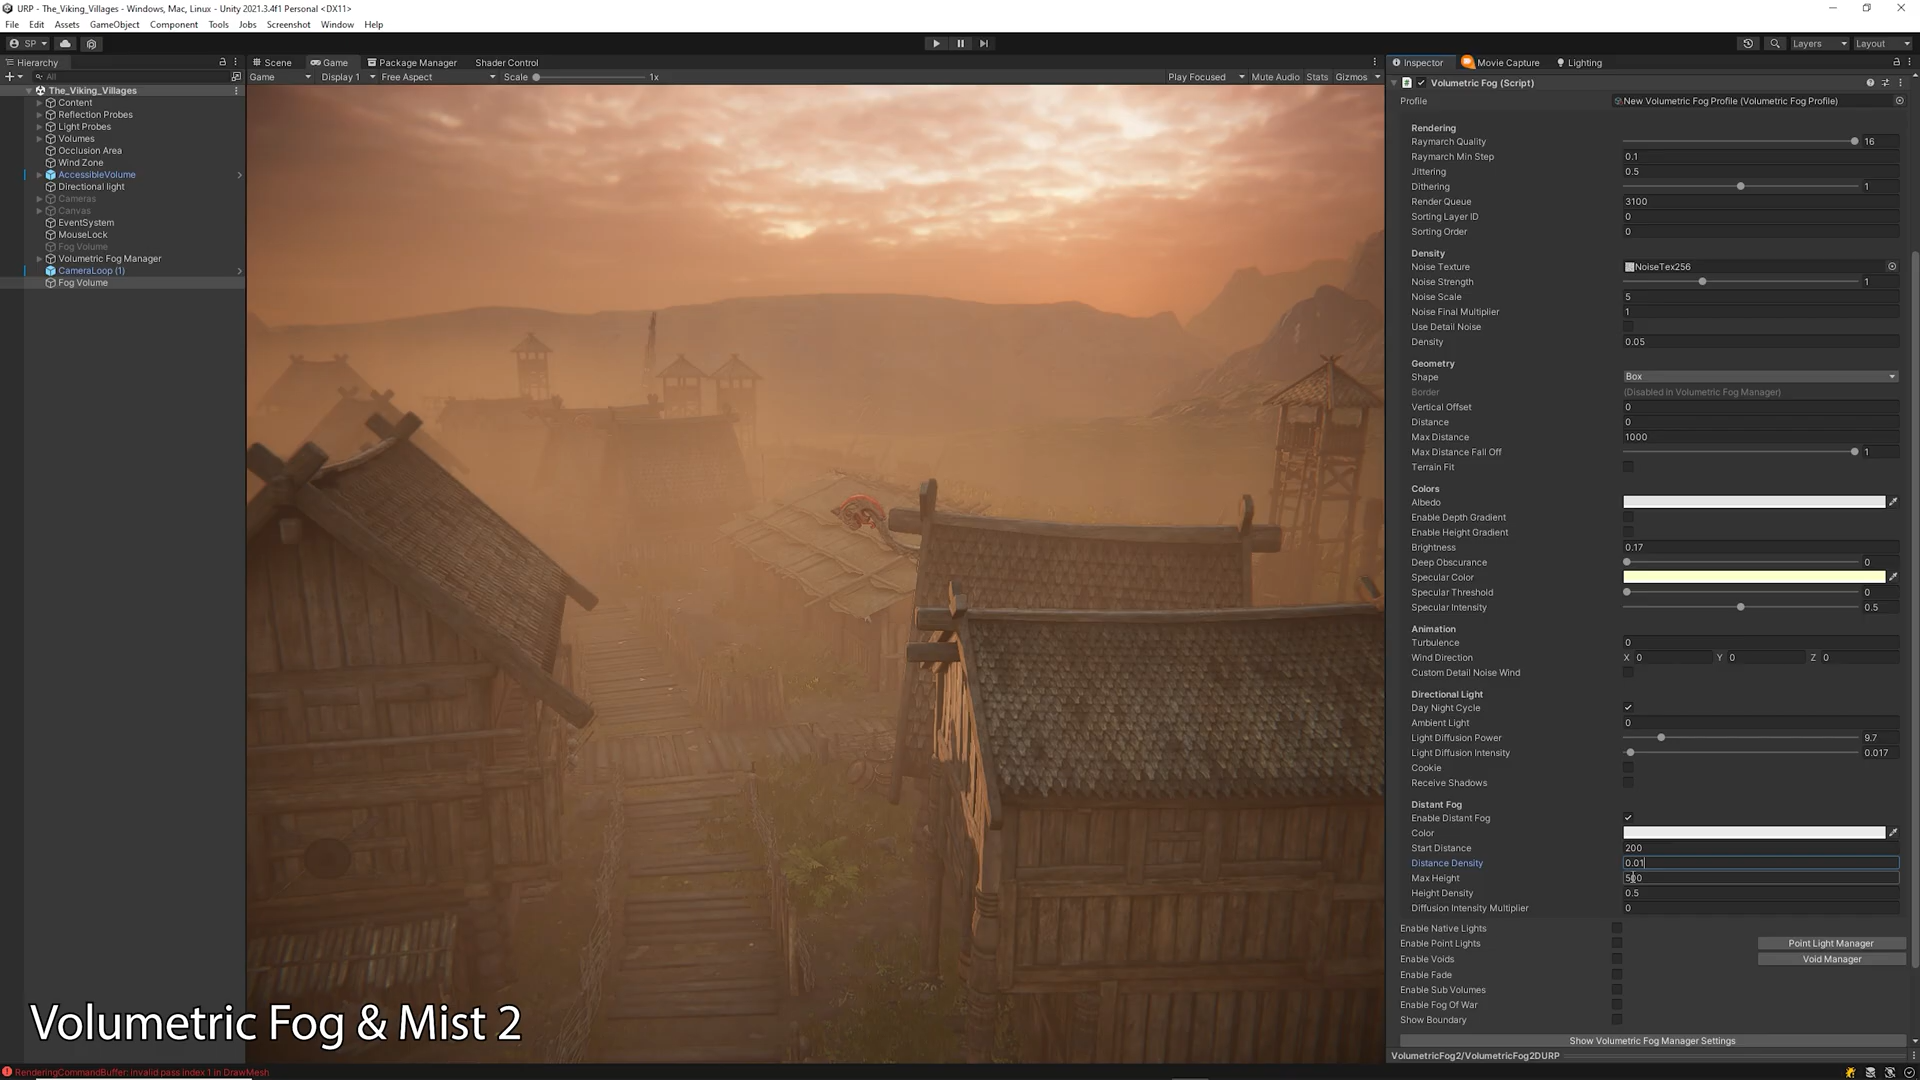 URP - The_Viking_Villages - Windows, Mac, Linux - Unity 2021.3.4f1 Personal <DX11>
File Edit Assets GameObject Component Tools Jobs Screenshot Window Help
SP Layers Layout
Hierarchy
All
The_Viking_Villages
Content
Reflection Probes
Light Probes
Volumes
Occlusion Area
Wind Zone
AccessibleVolume
Directional light
Cameras
Canvas
EventSystem
MouseLock
Fog Volume
Volumetric Fog Manager
CameraLoop (1)
Fog Volume
Scene Game Package Manager Shader Control
Game Display 1 Free Aspect Scale 1x Play Focused Mute Audio Stats Gizmos
Inspector Movie Capture Lighting
Volumetric Fog (Script)
Profile New Volumetric Fog Profile (Volumetric Fog Profile)
Rendering
Raymarch Quality 16
Raymarch Min Step 0.1
Jittering 0.5
Dithering 1
Render Queue 3100
Sorting Layer ID 0
Sorting Order 0
Density
Noise Texture NoiseTex256
Noise Strength 1
Noise Scale 5
Noise Final Multiplier 1
Use Detail Noise
Density 0.05
Geometry
Shape Box
Border (Disabled in Volumetric Fog Manager)
Vertical Offset 0
Distance 0
Max Distance 1000
Max Distance Fall Off 1
Terrain Fit
Colors
Albedo
Enable Depth Gradient
Enable Height Gradient
Brightness 0.17
Deep Obscurance 0
Specular Color
Specular Threshold 0
Specular Intensity 0.5
Animation
Turbulence 0
Wind Direction X 0 Y 0 Z 0
Custom Detail Noise Wind
Directional Light
Day Night Cycle
Ambient Light 0
Light Diffusion Power 9.7
Light Diffusion Intensity 0.017
Cookie
Receive Shadows
Distant Fog
Enable Distant Fog
Color
Start Distance 200
Distance Density 0.01
Max Height 500
Height Density 0.5
Diffusion Intensity Multiplier 0
Enable Native Lights
Enable Point Lights Point Light Manager
Enable Voids Void Manager
Enable Fade
Enable Sub Volumes
Enable Fog Of War
Show Boundary
Show Volumetric Fog Manager Settings
VolumetricFog2/VolumetricFog2DURP
Volumetric Fog & Mist 2
RenderingCommandBuffer: invalid pass index 1 in DrawMesh